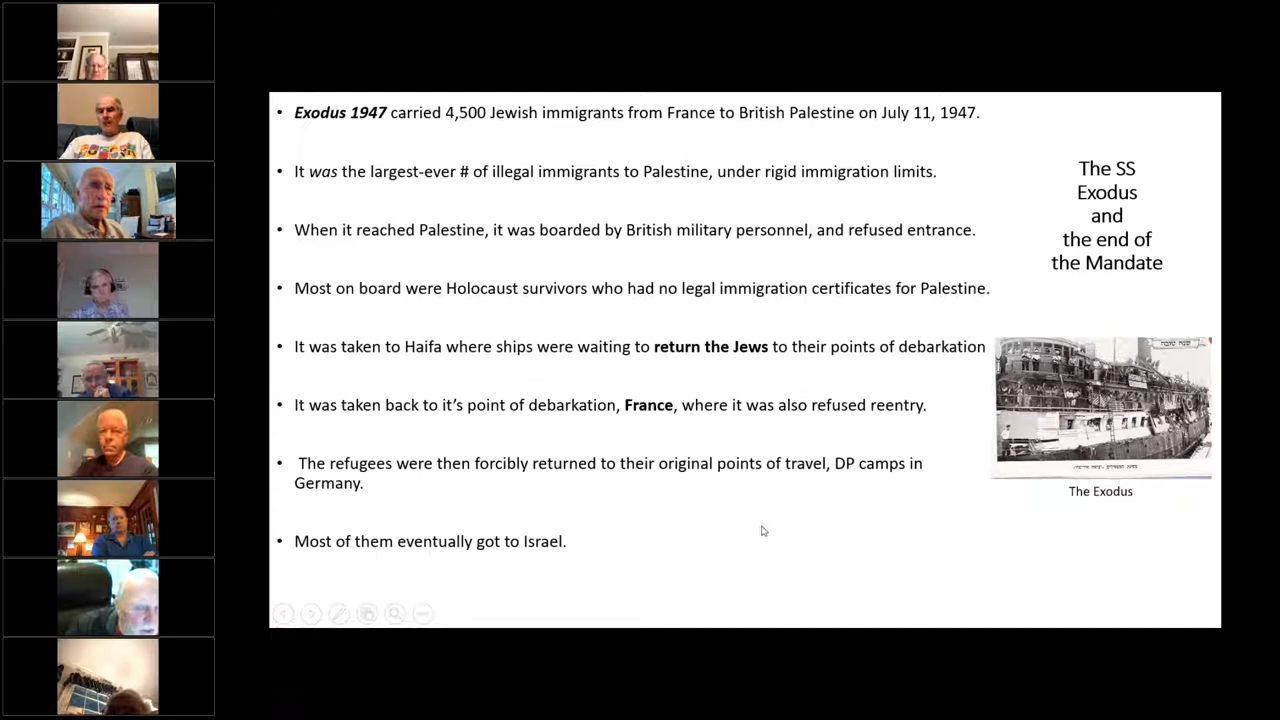 • Exodus 1947 carried 4,500 Jewish immigrants from France to British Palestine on July 11, 1947.
• It was the largest-ever # of illegal immigrants to Palestine, under rigid immigration limits.
• When it reached Palestine, it was boarded by British military personnel, and refused entrance.
• Most on board were Holocaust survivors who had no legal immigration certificates for Palestine.
• It was taken to Haifa where ships were waiting to return the Jews to their points of debarkation
• It was taken back to it’s point of debarkation, France, where it was also refused reentry.
• The refugees were then forcibly returned to their original points of travel, DP camps in
Germany.
• Most of them eventually got to Israel.
The SS
Exodus
and
the end of
the Mandate
שנה טובה
The Exodus